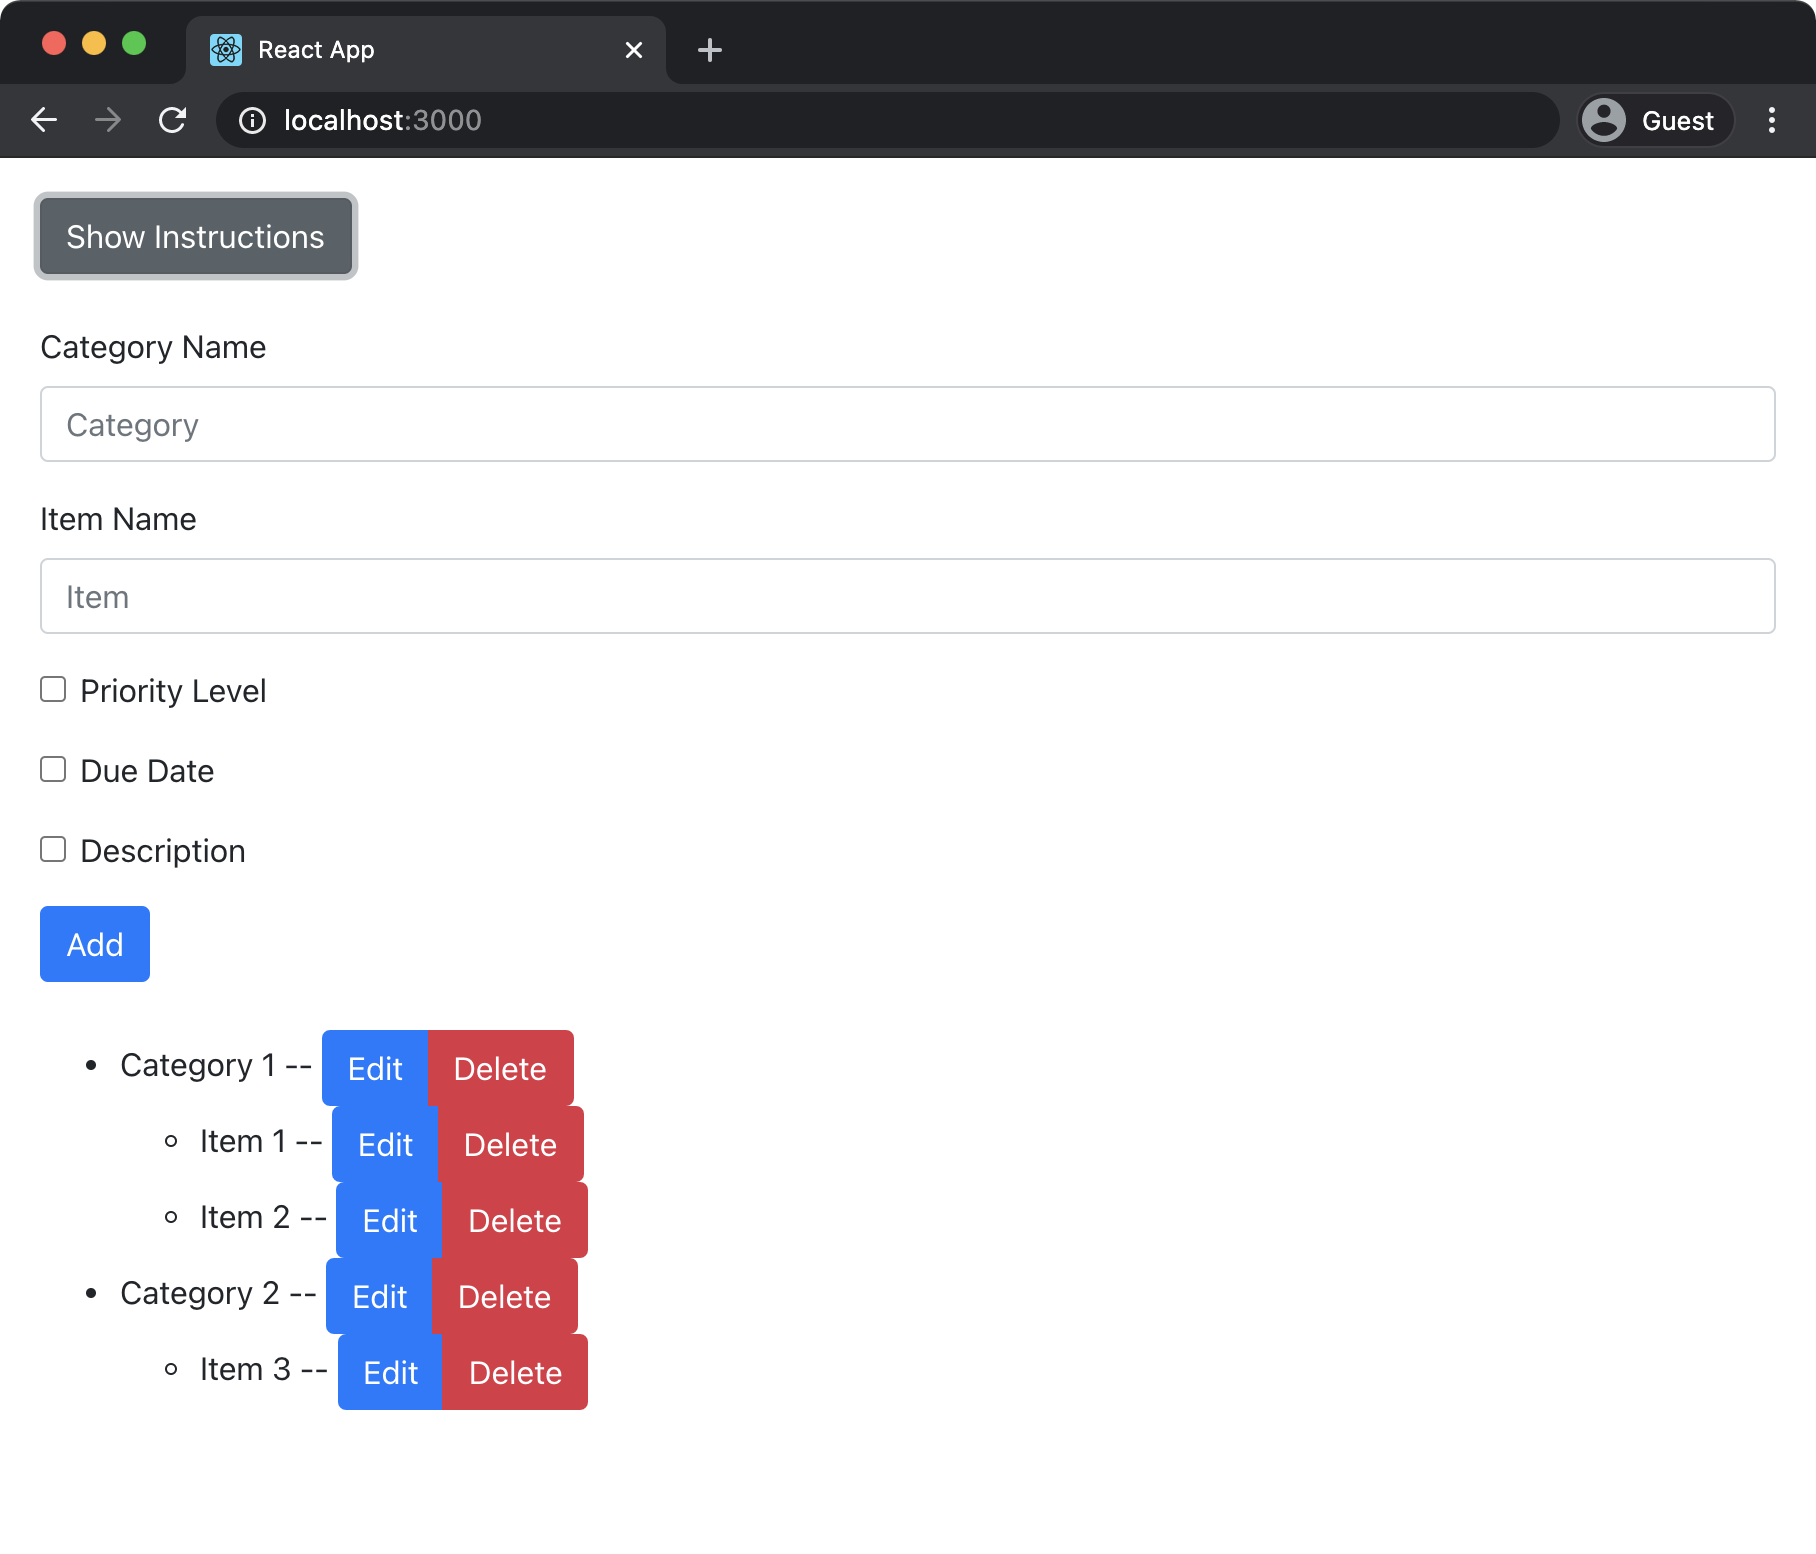 React App
localhost:3000
Guest
Show Instructions
Category Name
Category
Item Name
Item
Priority Level
Due Date
Description
Add
Category 1 -- Edit Delete
Item 1 -- Edit Delete
Item 2 -- Edit Delete
Category 2 -- Edit Delete
Item 3 -- Edit Delete